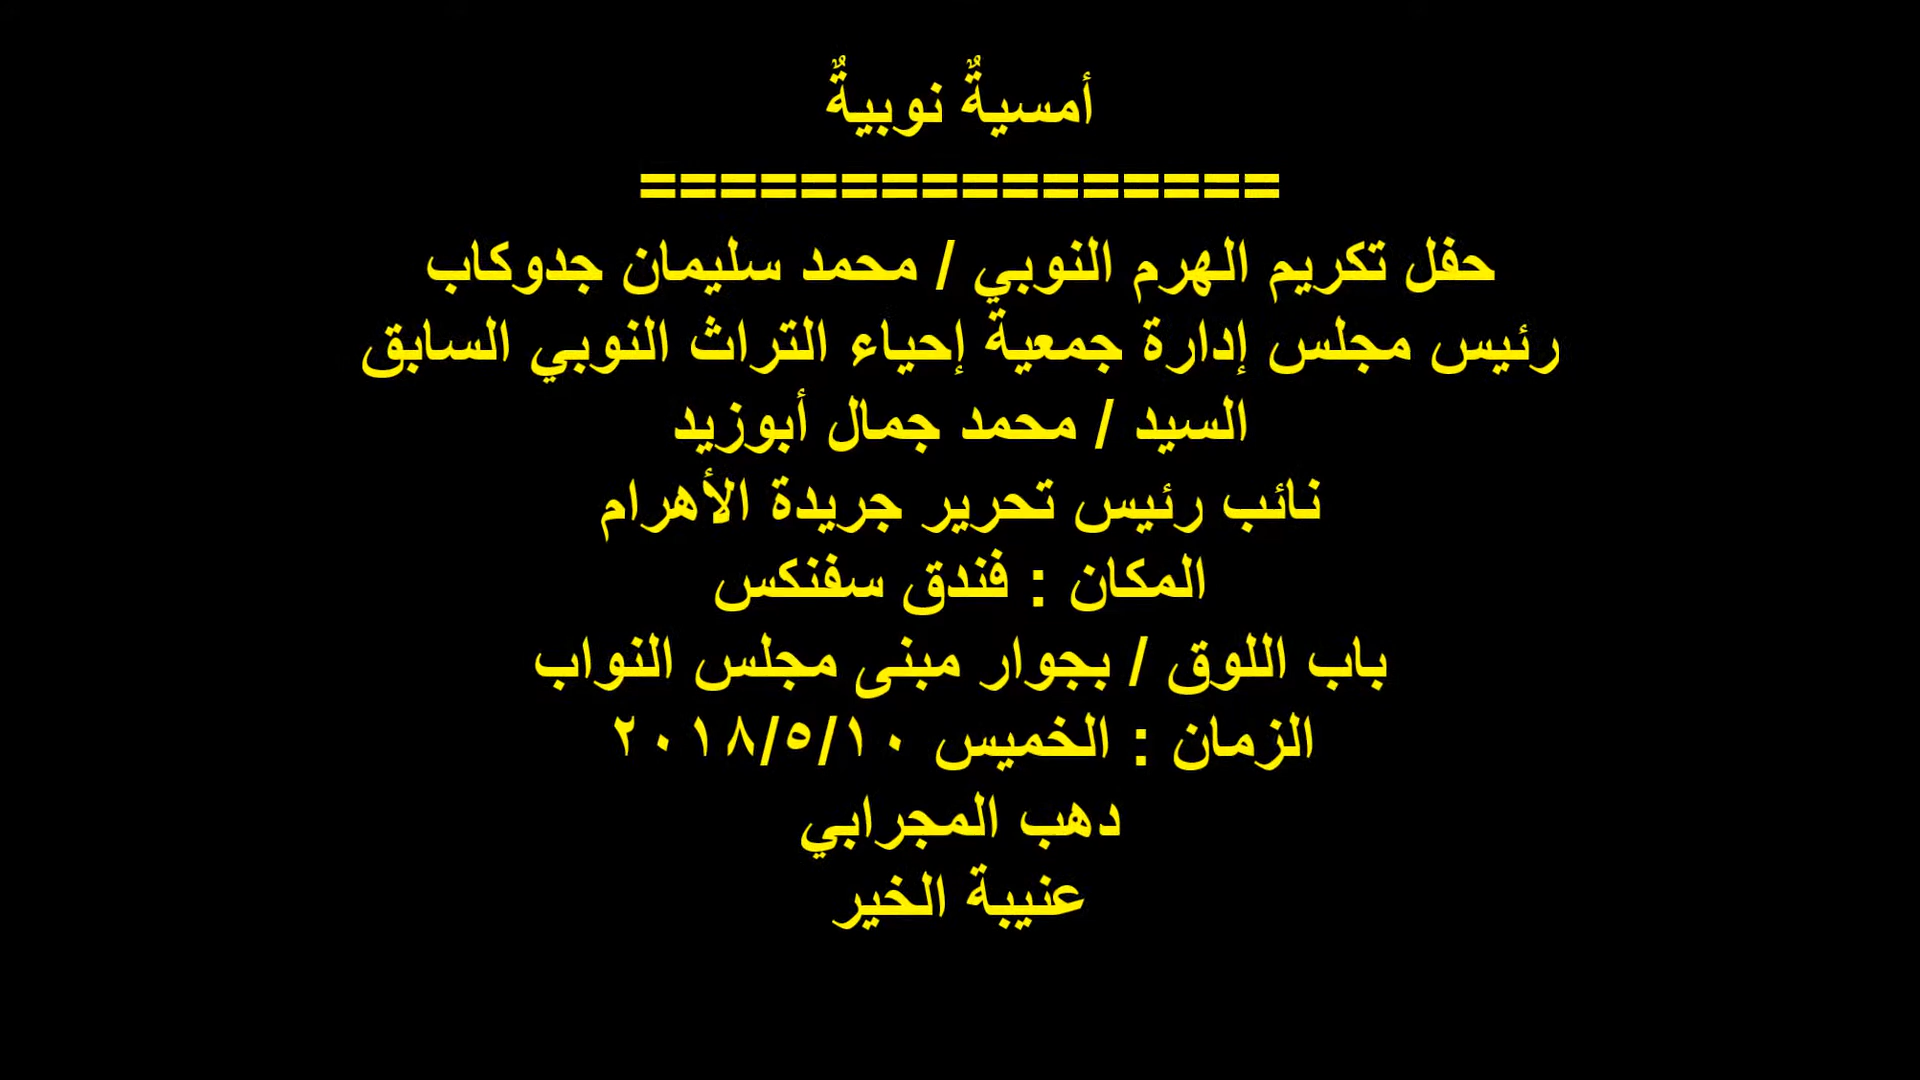 أمسيةٌ نوبيةٌ
================
حفل تكريم الهرم النوبي / محمد سليمان جدوكاب
رئيس مجلس إدارة جمعية إحياء التراث النوبي السابق
السيد / محمد جمال أبوزيد
نائب رئيس تحرير جريدة الأهرام
المكان : فندق سفنكس
باب اللوق / بجوار مبنى مجلس النواب
الزمان : الخميس ٢٠١٨/٥/١٠
دهب المجرابي
عنيبة الخير